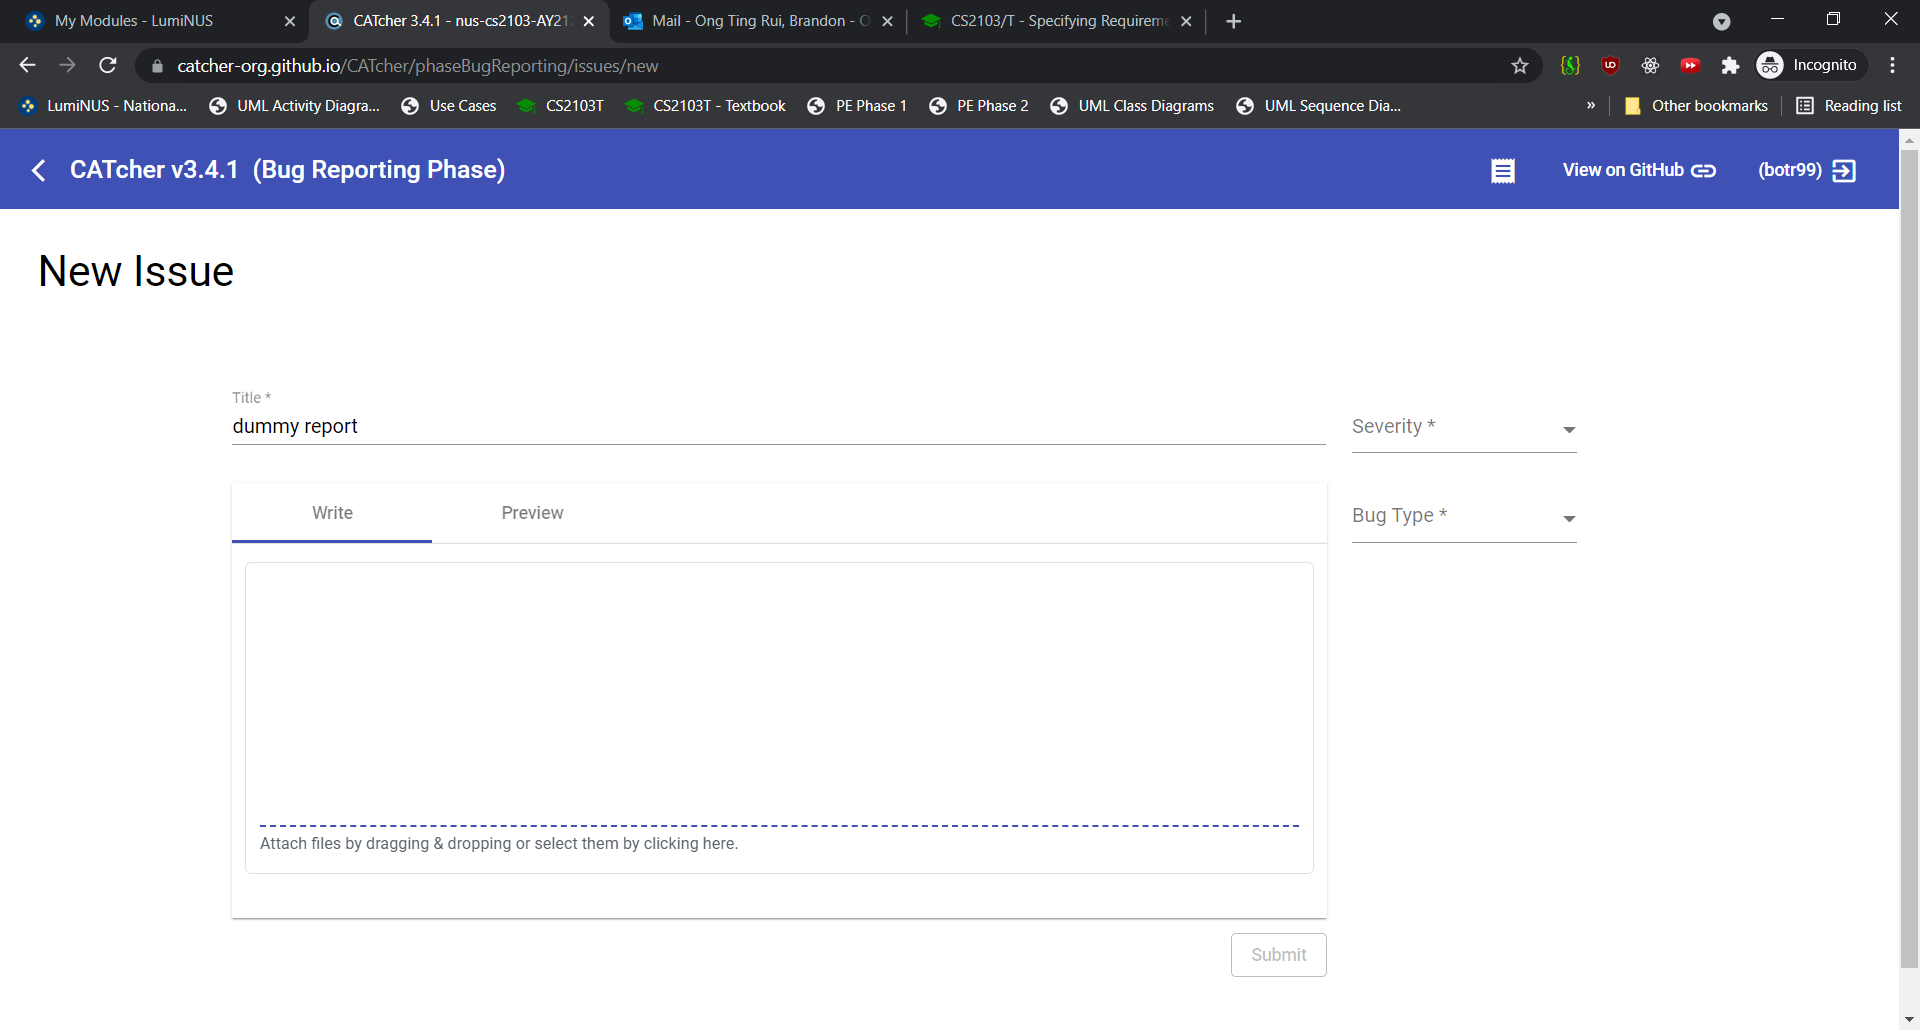 My Modules - LumiNUS
CATcher 3.4.1 - nus-cs2103-AY21
Mail - Ong Ting Rui, Brandon - O
CS2103/T - Specifying Requireme
catcher-org.github.io/CATcher/phaseBugReporting/issues/new
Incognito
LumiNUS - Nationa...
UML Activity Diagra...
Use Cases
CS2103T
CS2103T - Textbook
PE Phase 1
PE Phase 2
UML Class Diagrams
UML Sequence Dia...
»
Other bookmarks
Reading list
CATcher v3.4.1 (Bug Reporting Phase)
View on GitHub
(botr99)
New Issue
Title *
dummy report
Severity *
Write
Preview
Bug Type *
Attach files by dragging & dropping or select them by clicking here.
Submit